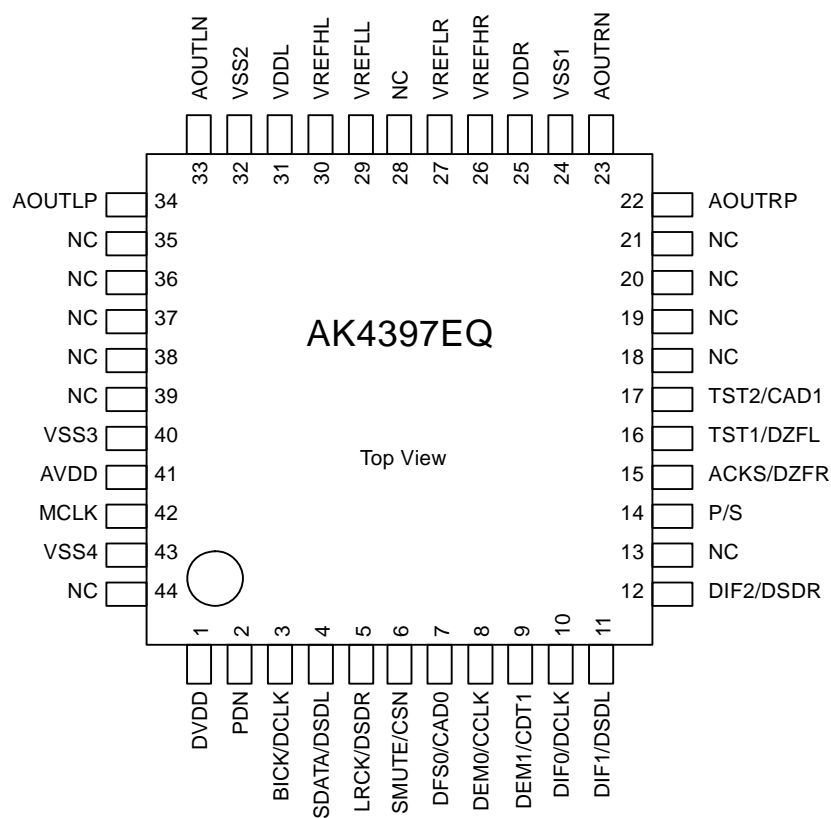 AOUTLN
VSS2
VDDL
VREFHL
VREFLL
NC
VREFLR
VREFHR
VDDR
VSS1
AOUTRN
33
32
31
30
29
28
27
26
25
24
23
AOUTLP 34
NC 35
NC 36
NC 37
NC 38
NC 39
VSS3 40
AVDD 41
MCLK 42
VSS4 43
NC 44
AK4397EQ
Top View
22 AOUTRP
21 NC
20 NC
19 NC
18 NC
17 TST2/CAD1
16 TST1/DZFL
15 ACKS/DZFR
14 P/S
13 NC
12 DIF2/DSDR
1
2
3
4
5
6
7
8
9
10
11
DVDD
PDN
BICK/DCLK
SDATA/DSDL
LRCK/DSDR
SMUTE/CSN
DFS0/CAD0
DEM0/CCLK
DEM1/CDT1
DIF0/DCLK
DIF1/DSDL